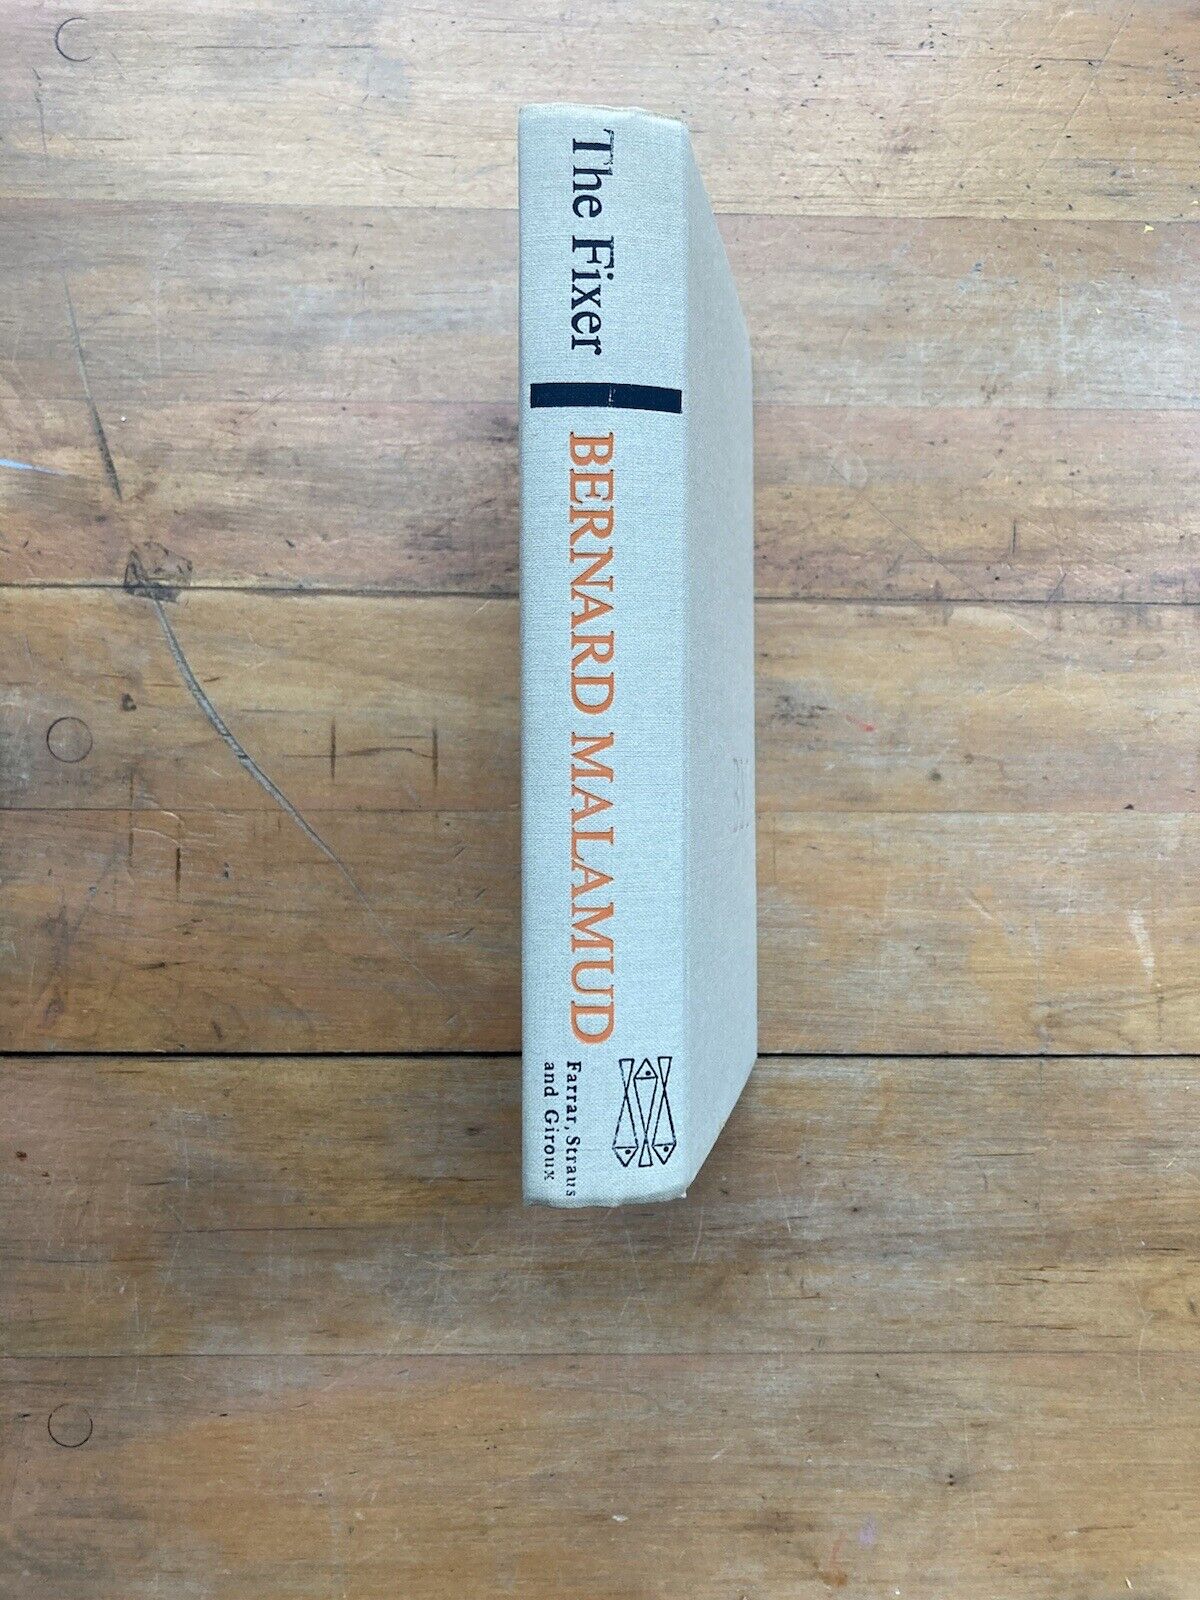 The Fixer
BERNARD MALAMUD
Farrar, Straus
and Giroux